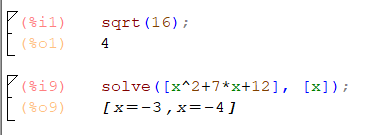 (%i1) sqrt(16);
(%o1) 4
(%i9) solve([x^2+7*x+12], [x]);
(%o9) [x=-3,x=-4]